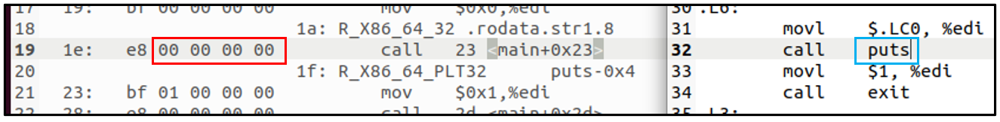 17 19: bf 00 00 00 00 mov $0x0,%edi
18 1a: R_X86_64_32 .rodata.str1.8
19 1e: e8 00 00 00 00 call 23 <main+0x23>
20 1f: R_X86_64_PLT32 puts-0x4
21 23: bf 01 00 00 00 mov $0x1,%edi
22 28: e8 00 00 00 00 call 2d <main+0x2d>
30 .L6:
31 movl $.LC0, %edi
32 call puts
33 movl $1, %edi
34 call exit
35 .L3: